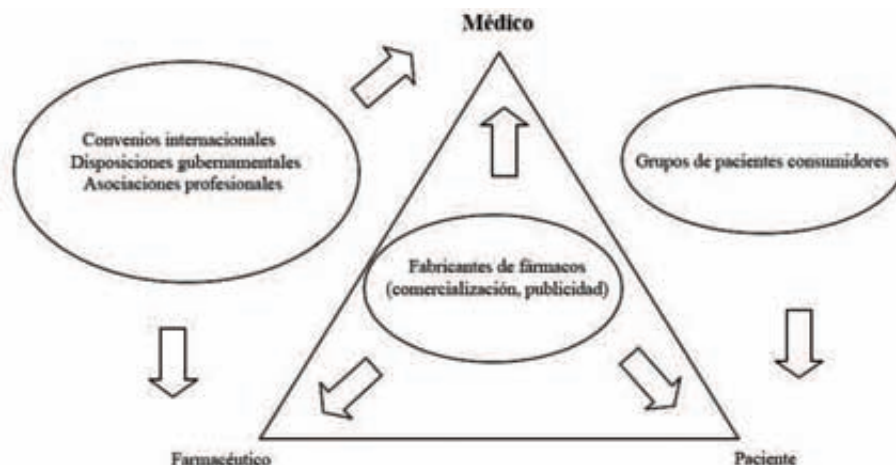 Médico
Convenios internacionales
Disposiciones gubernamentales
Asociaciones profesionales
Grupos de pacientes consumidores
Fabricantes de fármacos
(comercialización, publicidad)
Farmacéutico
Paciente